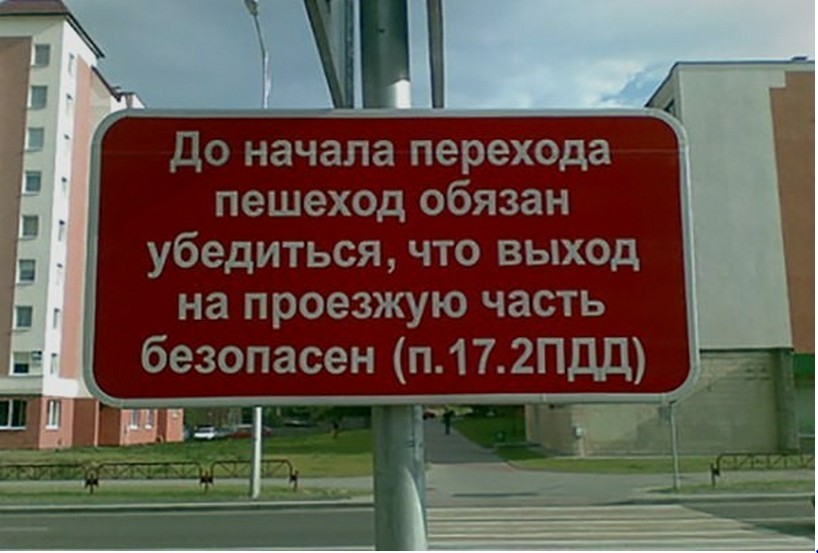 До начала перехода
пешеход обязан
убедиться, что выход
на проезжую часть
безопасен (п.17.2ПДД)